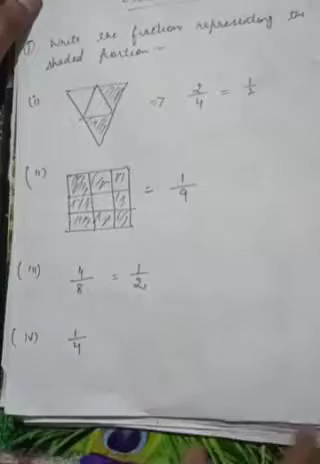 ① Write the fraction representing the
shaded portion -
(i) => 2/4 = 1/2
(ii) = 1/9
(iii) 4/8 = 1/2
(iv) 1/4